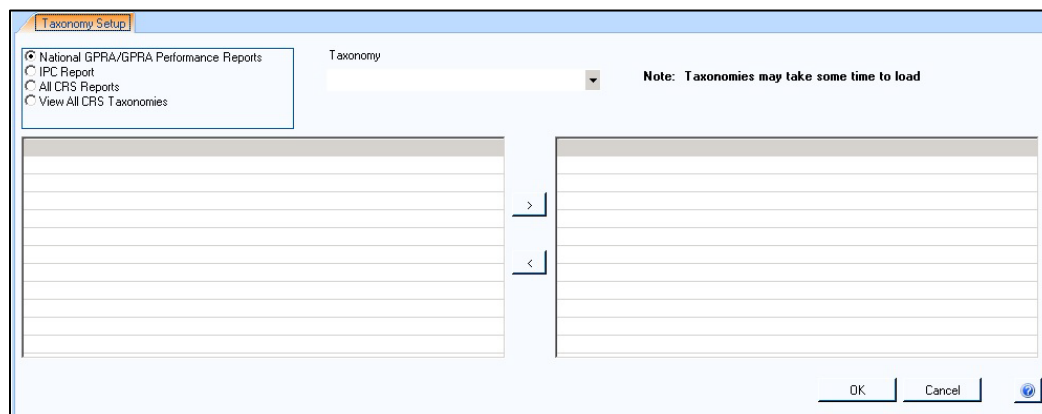 Taxonomy Setup
National GPRA/GPRA Performance Reports
IPC Report
All CRS Reports
View All CRS Taxonomies
Taxonomy
Note: Taxonomies may take some time to load
>
<
OK
Cancel
?